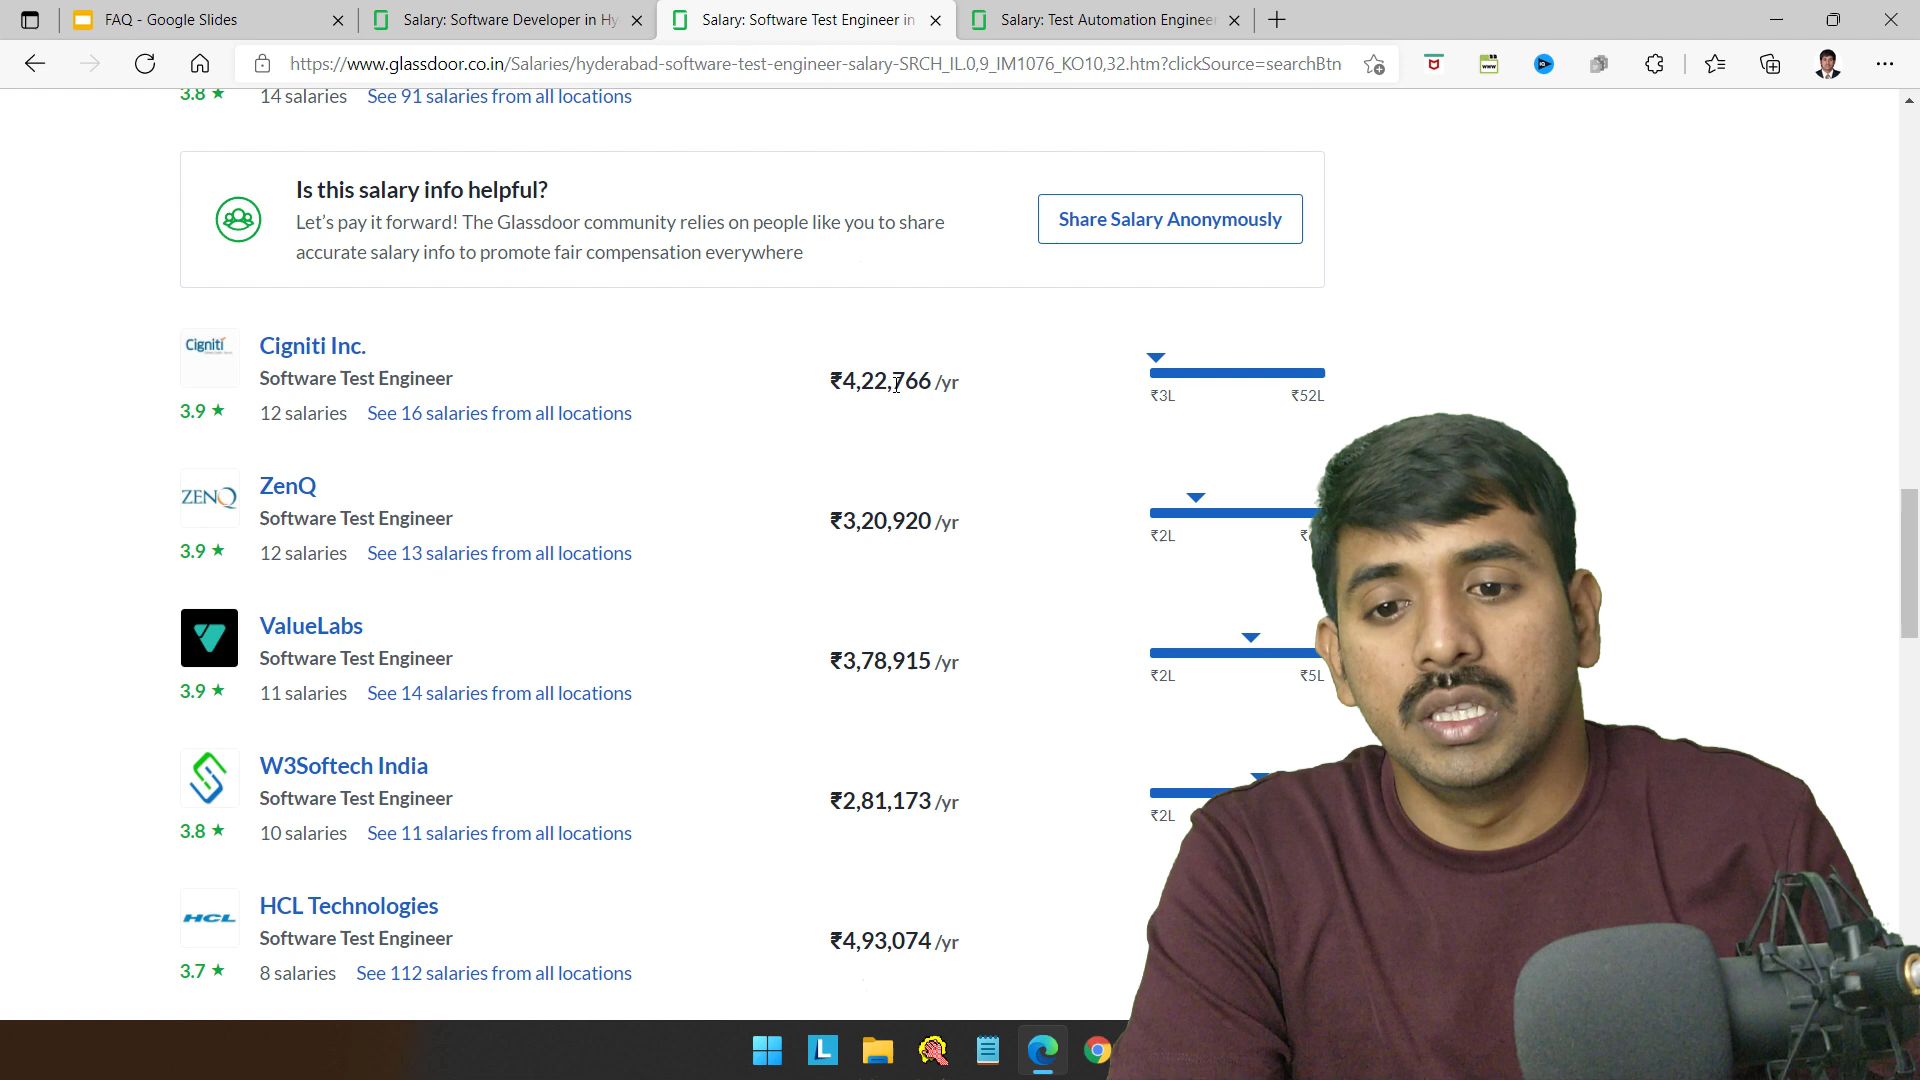 FAQ - Google Slides
Salary: Software Developer in Hy
Salary: Software Test Engineer in
Salary: Test Automation Engineer
https://www.glassdoor.co.in/Salaries/hyderabad-software-test-engineer-salary-SRCH_IL.0,9_IM1076_KO10,32.htm?clickSource=searchBtn
3.8 ★ 14 salaries See 91 salaries from all locations
Is this salary info helpful?
Let's pay it forward! The Glassdoor community relies on people like you to share
accurate salary info to promote fair compensation everywhere
Share Salary Anonymously
Cigniti
Cigniti Inc.
Software Test Engineer
₹4,22,766 /yr
₹3L ₹52L
3.9 ★ 12 salaries See 16 salaries from all locations
ZENQ
ZenQ
Software Test Engineer
₹3,20,920 /yr
₹2L
3.9 ★ 12 salaries See 13 salaries from all locations
ValueLabs
Software Test Engineer
₹3,78,915 /yr
₹2L ₹5L
3.9 ★ 11 salaries See 14 salaries from all locations
W3Softech India
Software Test Engineer
₹2,81,173 /yr
₹2L
3.8 ★ 10 salaries See 11 salaries from all locations
HCL
HCL Technologies
Software Test Engineer
₹4,93,074 /yr
3.7 ★ 8 salaries See 112 salaries from all locations
L